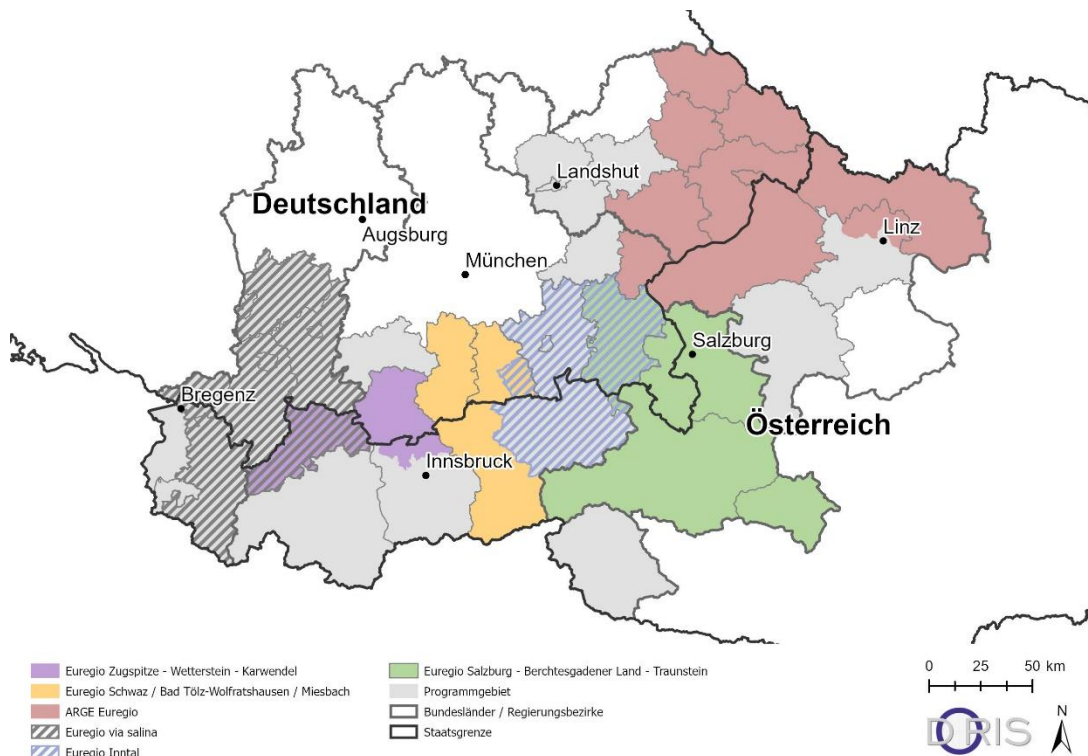 Landshut
Deutschland
Augsburg
Linz
München
Salzburg
Bregenz
Österreich
Innsbruck
Euregio Zugspitze - Wetterstein - Karwendel
Euregio Schwaz / Bad Tölz-Wolfratshausen / Miesbach
ARGE Euregio
Euregio via salina
Euregio Inntal
Euregio Salzburg - Berchtesgadener Land - Traunstein
Programmgebiet
Bundesländer / Regierungsbezirke
Staatsgrenze
0 25 50 km
DORIS
N